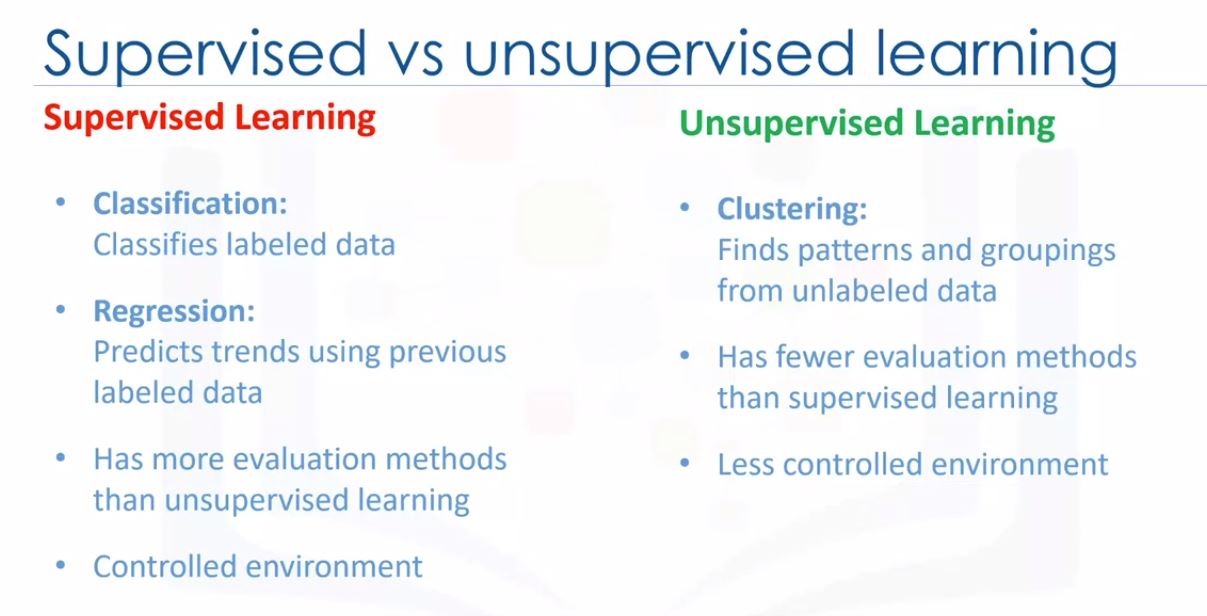 Supervised vs unsupervised learning
Supervised Learning
• Classification:
Classifies labeled data
• Regression:
Predicts trends using previous
labeled data
• Has more evaluation methods
than unsupervised learning
• Controlled environment
Unsupervised Learning
• Clustering:
Finds patterns and groupings
from unlabeled data
• Has fewer evaluation methods
than supervised learning
• Less controlled environment